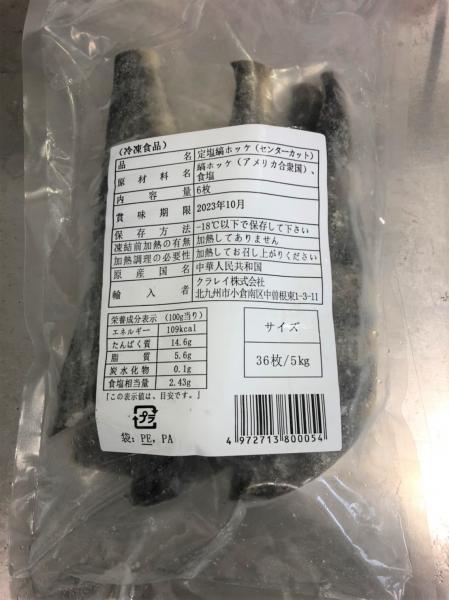 (冷凍食品)
品名 定塩縞ホッケ(センターカット)
原材料名 縞ホッケ(アメリカ合衆国)、
食塩
内容量 6枚
賞味期限 2023年10月
保存方法 -18℃以下で保存して下さい
凍結前加熱の有無 加熱してありません
加熱調理の必要性 加熱してお召し上がりください
原産国名 中華人民共和国
輸入者 クラレイ株式会社
北九州市小倉南区中曽根東1-3-11
栄養成分表示(100g当り)
エネルギー 109kcal
たんぱく質 14.6g
脂質 5.6g
炭水化物 0.1g
食塩相当量 2.43g
「この表示値は、目安です。」
サイズ
36枚/5kg
プラ
袋:PE, PA
4 972713 800054